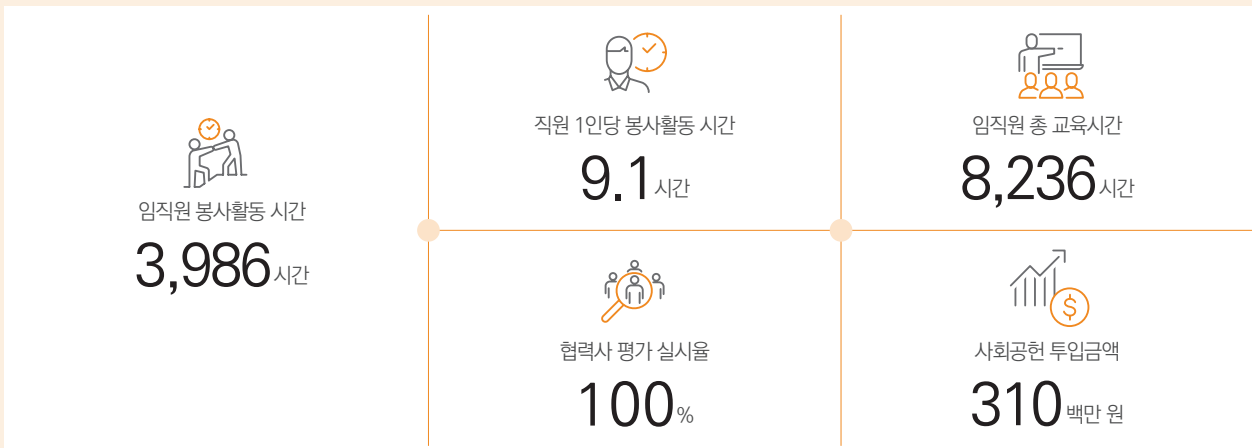 임직원 봉사활동 시간
3,986시간
직원 1인당 봉사활동 시간
9.1시간
임직원 총 교육시간
8,236시간
협력사 평가 실시율
100%
사회공헌 투입금액
310백만 원